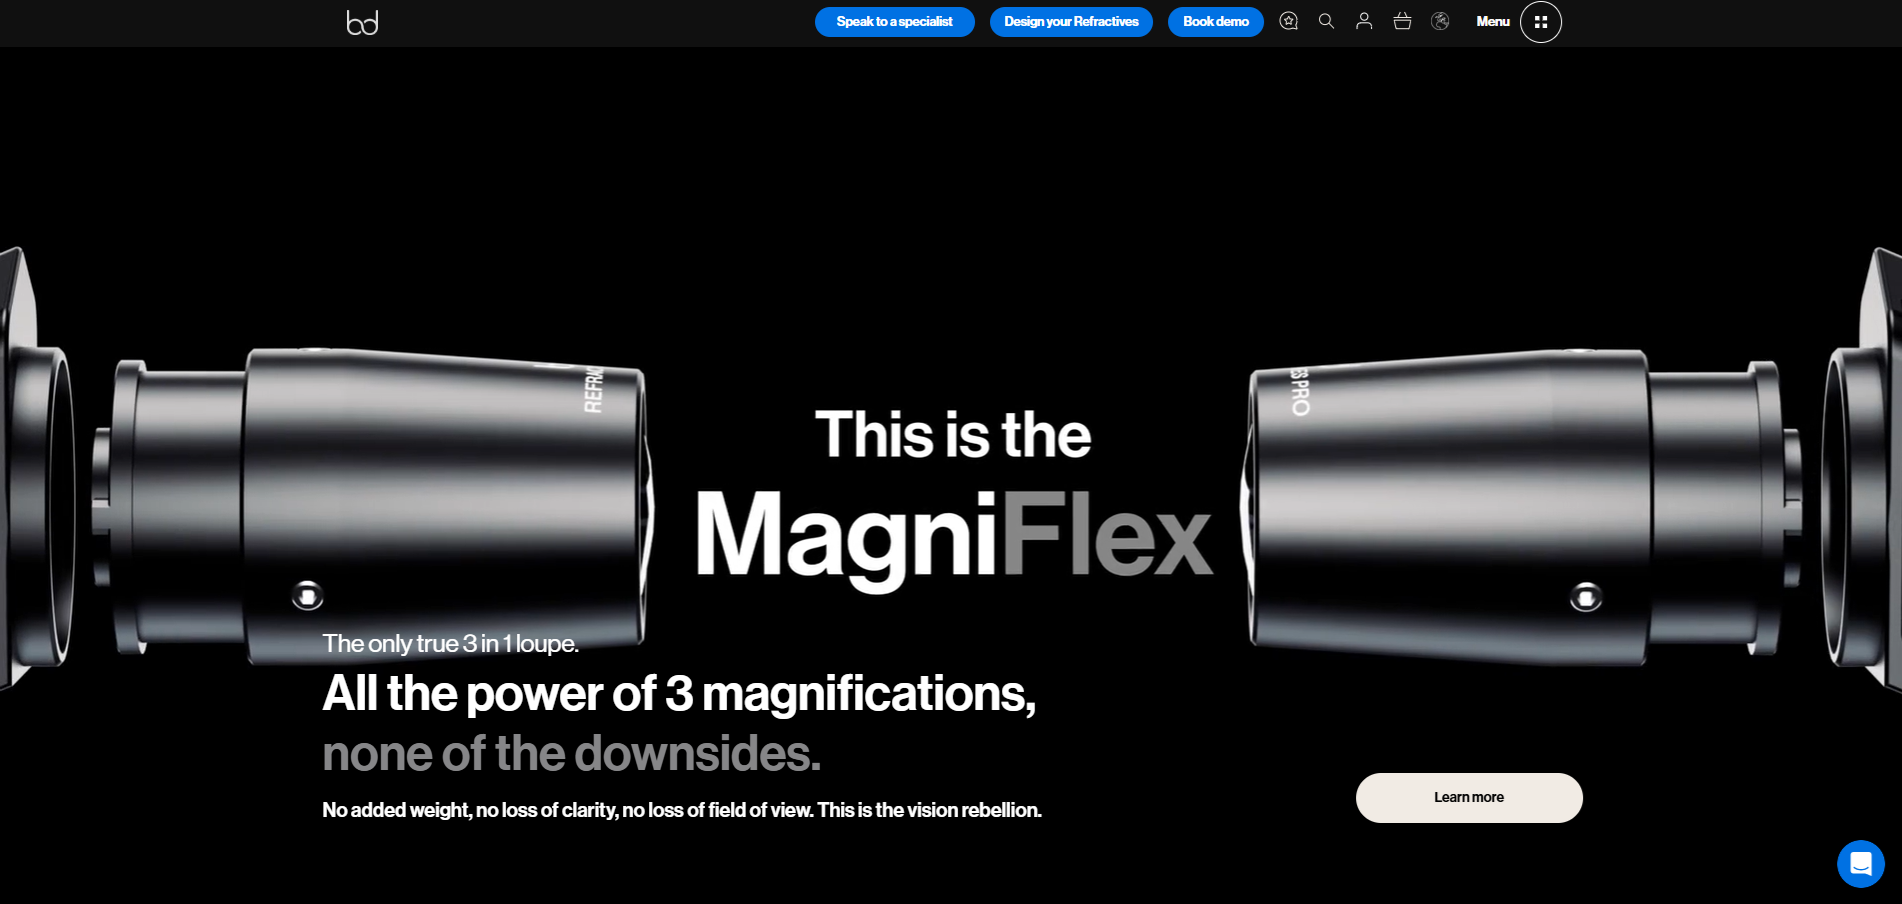 bd
Speak to a specialist
Design your Refractives
Book demo
Menu
REFRAC
ES PRO
This is the
MagniFlex
The only true 3 in 1 loupe.
All the power of 3 magnifications,
none of the downsides.
No added weight, no loss of clarity, no loss of field of view. This is the vision rebellion.
Learn more